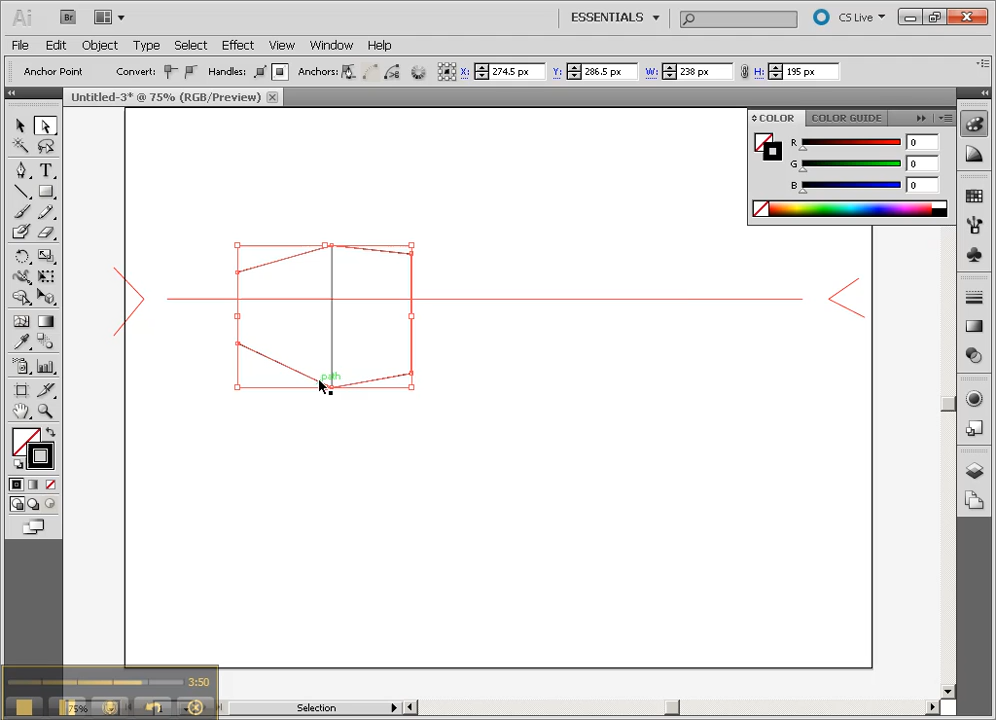 Ai Br ESSENTIALS CS Live
File Edit Object Type Select Effect View Window Help
Anchor Point Convert: Handles: Anchors: X: 274.5 px Y: 286.5 px W: 238 px H: 195 px
Untitled-3* @ 75% (RGB/Preview)
COLOR COLOR GUIDE
R 0
G 0
B 0
T
path
3:50
75% 1 Selection